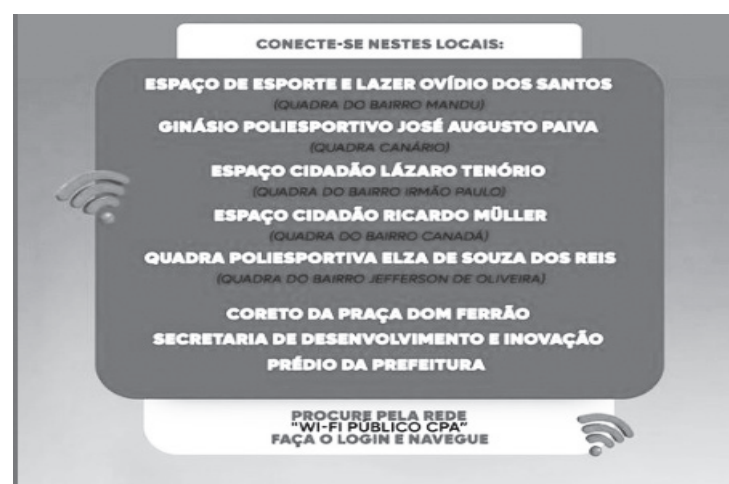 CONECTE-SE NESTES LOCAIS:
ESPAÇO DE ESPORTE E LAZER OVÍDIO DOS SANTOS
(QUADRA DO BAIRRO MANDU)
GINÁSIO POLIESPORTIVO JOSÉ AUGUSTO PAIVA
(QUADRA CANÁRIO)
ESPAÇO CIDADÃO LÁZARO TENÓRIO
(QUADRA DO BAIRRO IRMÃO PAULO)
ESPAÇO CIDADÃO RICARDO MÜLLER
(QUADRA DO BAIRRO CANADÁ)
QUADRA POLIESPORTIVA ELZA DE SOUZA DOS REIS
(QUADRA DO BAIRRO JEFFERSON DE OLIVEIRA)
CORETO DA PRAÇA DOM FERRÃO
SECRETARIA DE DESENVOLVIMENTO E INOVAÇÃO
PRÉDIO DA PREFEITURA
PROCURE PELA REDE
"WI-FI PÚBLICO CPA"
FAÇA O LOGIN E NAVEGUE